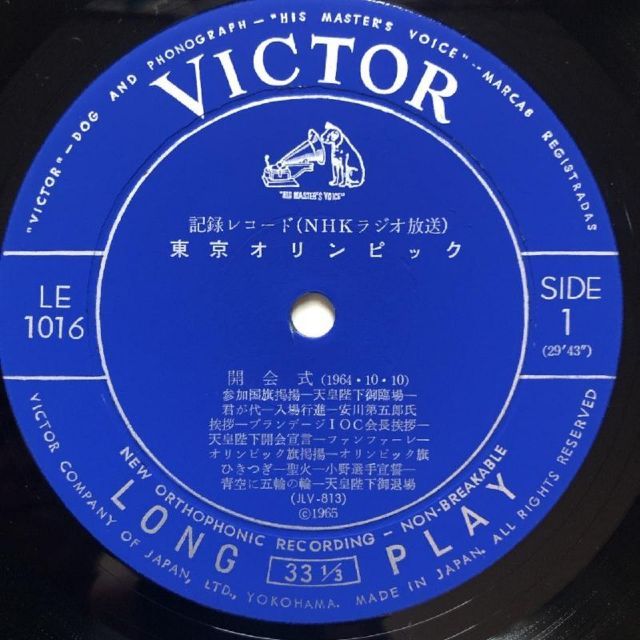 "VICTOR" — DOG AND PHONOGRAPH — "HIS MASTER'S VOICE" — MARCAS REGISTRADAS
VICTOR
"HIS MASTER'S VOICE"
記録レコード(NHKラジオ放送)
東京オリンピック
LE
1016
SIDE
1
(29′43″)
開会式 (1964・10・10)
参加国旗掲揚―天皇陛下御臨場―
君が代―入場行進―安川第五郎氏
挨拶―ブランデージIOC会長挨拶―
天皇陛下開会宣言―ファンファーレ―
オリンピック旗掲揚―オリンピック旗
ひきつぎ―聖火―小野選手宣誓―
青空に五輪の輪―天皇陛下御退場
(JLV-813)
©1965
NEW ORTHOPHONIC RECORDING — NON-BREAKABLE
LONG PLAY
33 1/3
VICTOR COMPANY OF JAPAN, LTD., YOKOHAMA. MADE IN JAPAN. ALL RIGHTS RESERVED